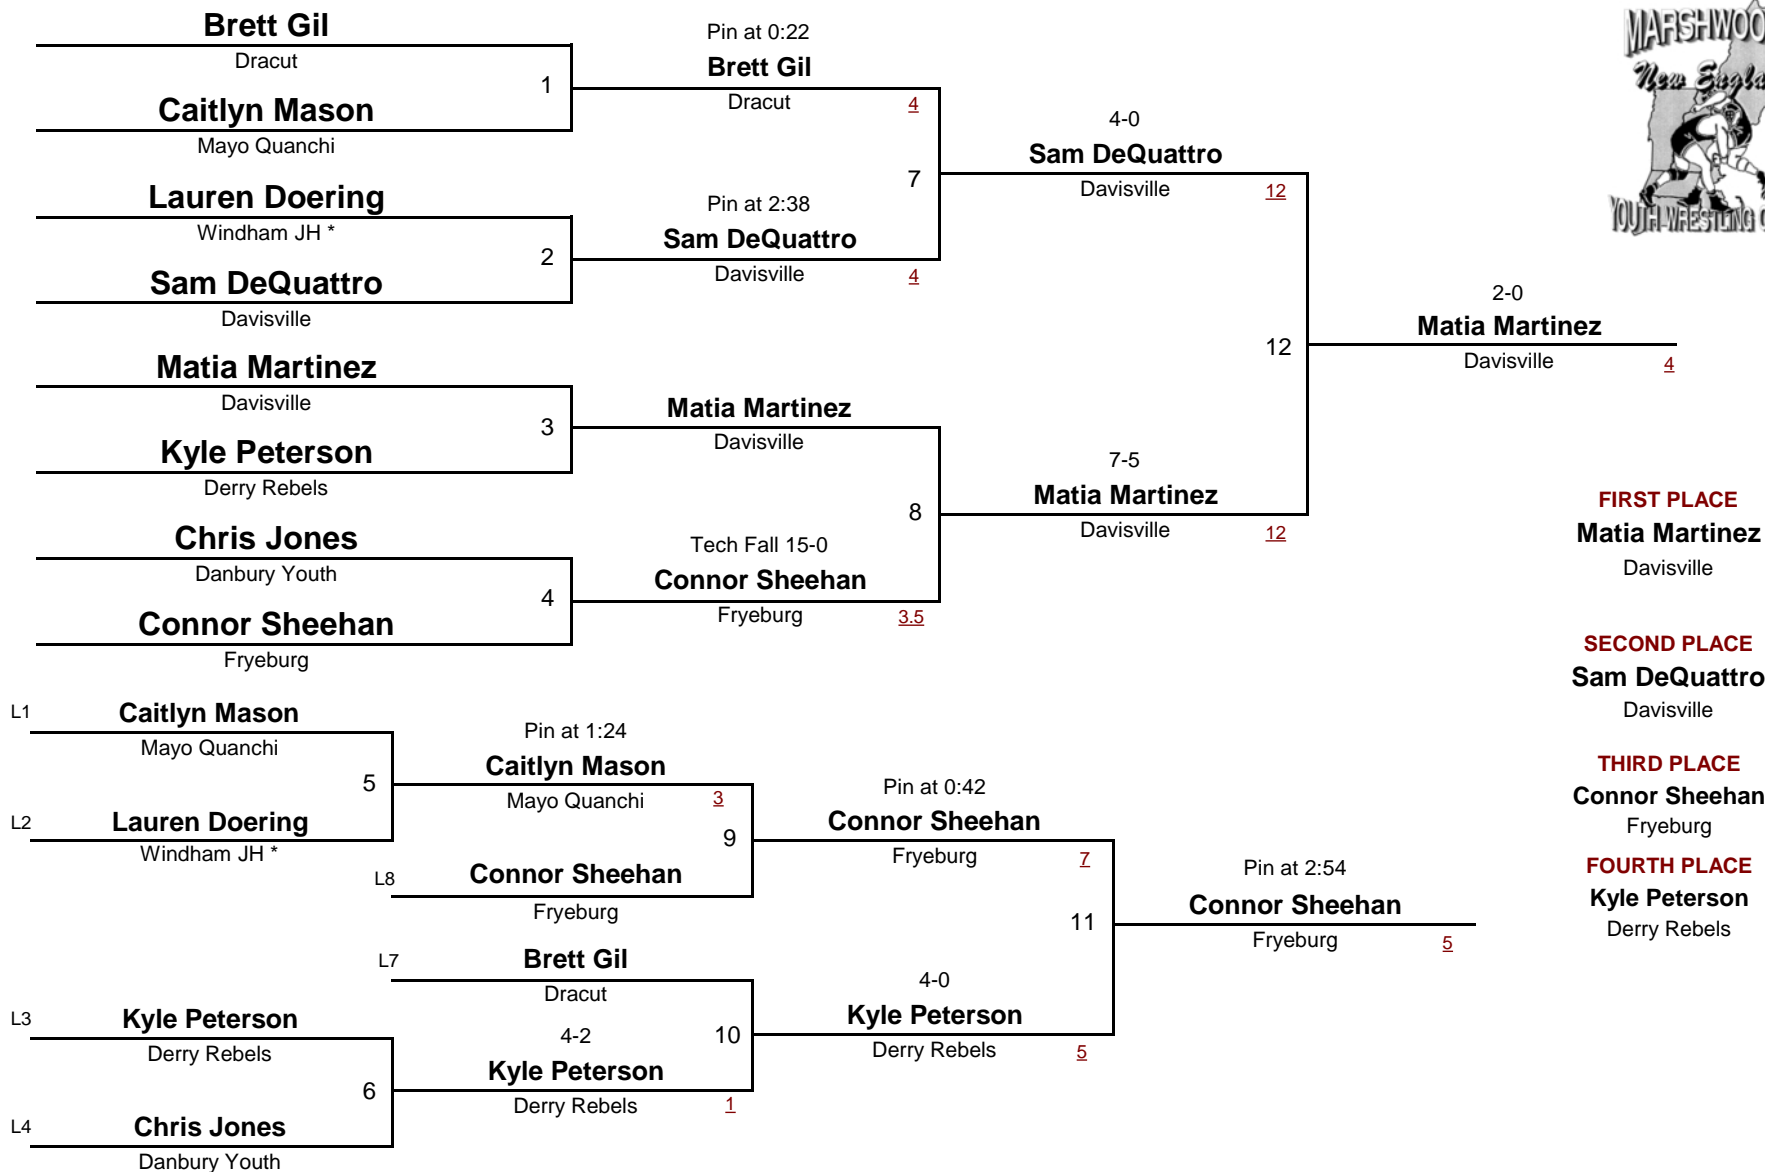 Brett Gil
Dracut
1
Caitlyn Mason
Mayo Quanchi
Lauren Doering
Windham JH *
2
Sam DeQuattro
Davisville
Matia Martinez
Davisville
3
Kyle Peterson
Derry Rebels
Chris Jones
Danbury Youth
4
Connor Sheehan
Fryeburg
Pin at 0:22
Brett Gil
Dracut
4
7
Pin at 2:38
Sam DeQuattro
Davisville
4
Matia Martinez
Davisville
8
Tech Fall 15-0
Connor Sheehan
Fryeburg
3.5
4-0
Sam DeQuattro
Davisville
12
12
7-5
Matia Martinez
Davisville
12
2-0
Matia Martinez
Davisville
4
New
YOUTH WRESTLING
FIRST PLACE
Matia Martinez
Davisville
SECOND PLACE
Sam DeQuattro
Davisville
THIRD PLACE
Connor Sheehan
Fryeburg
FOURTH PLACE
Kyle Peterson
Derry Rebels
L1
Caitlyn Mason
Mayo Quanchi
5
L2
Lauren Doering
Windham JH *
Pin at 1:24
Caitlyn Mason
Mayo Quanchi
3
9
L8
Connor Sheehan
Fryeburg
L7
Brett Gil
Dracut
10
L3
Kyle Peterson
Derry Rebels
6
L4
Chris Jones
Danbury Youth
4-2
Kyle Peterson
Derry Rebels
1
Pin at 0:42
Connor Sheehan
Fryeburg
7
11
4-0
Kyle Peterson
Derry Rebels
5
Pin at 2:54
Connor Sheehan
Fryeburg
5